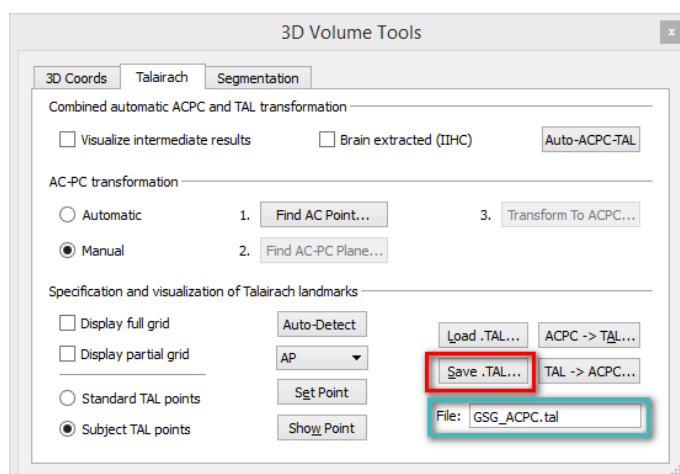 3D Volume Tools
x
3D Coords Talairach Segmentation
Combined automatic ACPC and TAL transformation
Visualize intermediate results Brain extracted (IIHC) Auto-ACPC-TAL
AC-PC transformation
Automatic 1. Find AC Point... 3. Transform To ACPC...
Manual 2. Find AC-PC Plane...
Specification and visualization of Talairach landmarks
Display full grid Auto-Detect Load .TAL... ACPC -> TAL...
Display partial grid AP Save .TAL... TAL -> ACPC...
Standard TAL points Set Point File: GSG_ACPC.tal
Subject TAL points Show Point